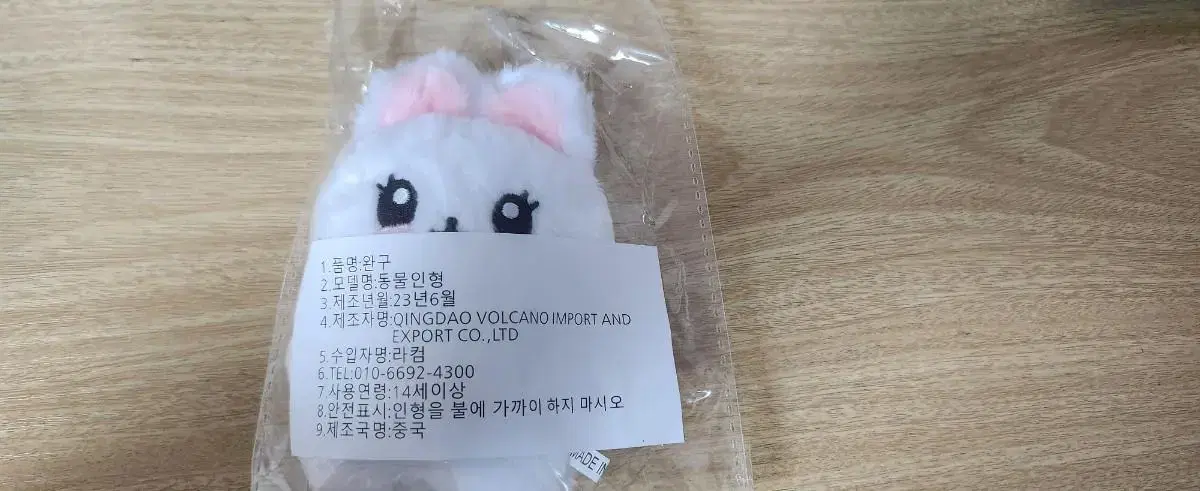 1.품명:완구
2.모델명:동물인형
3.제조년월:23년6월
4.제조자명:QINGDAO VOLCANO IMPORT AND
EXPORT CO.,LTD
5.수입자명:라컴
6.TEL:010-6692-4300
7.사용연령:14세이상
8.안전표시:인형을 불에 가까이 하지 마시오
9.제조국명:중국
MADE IN